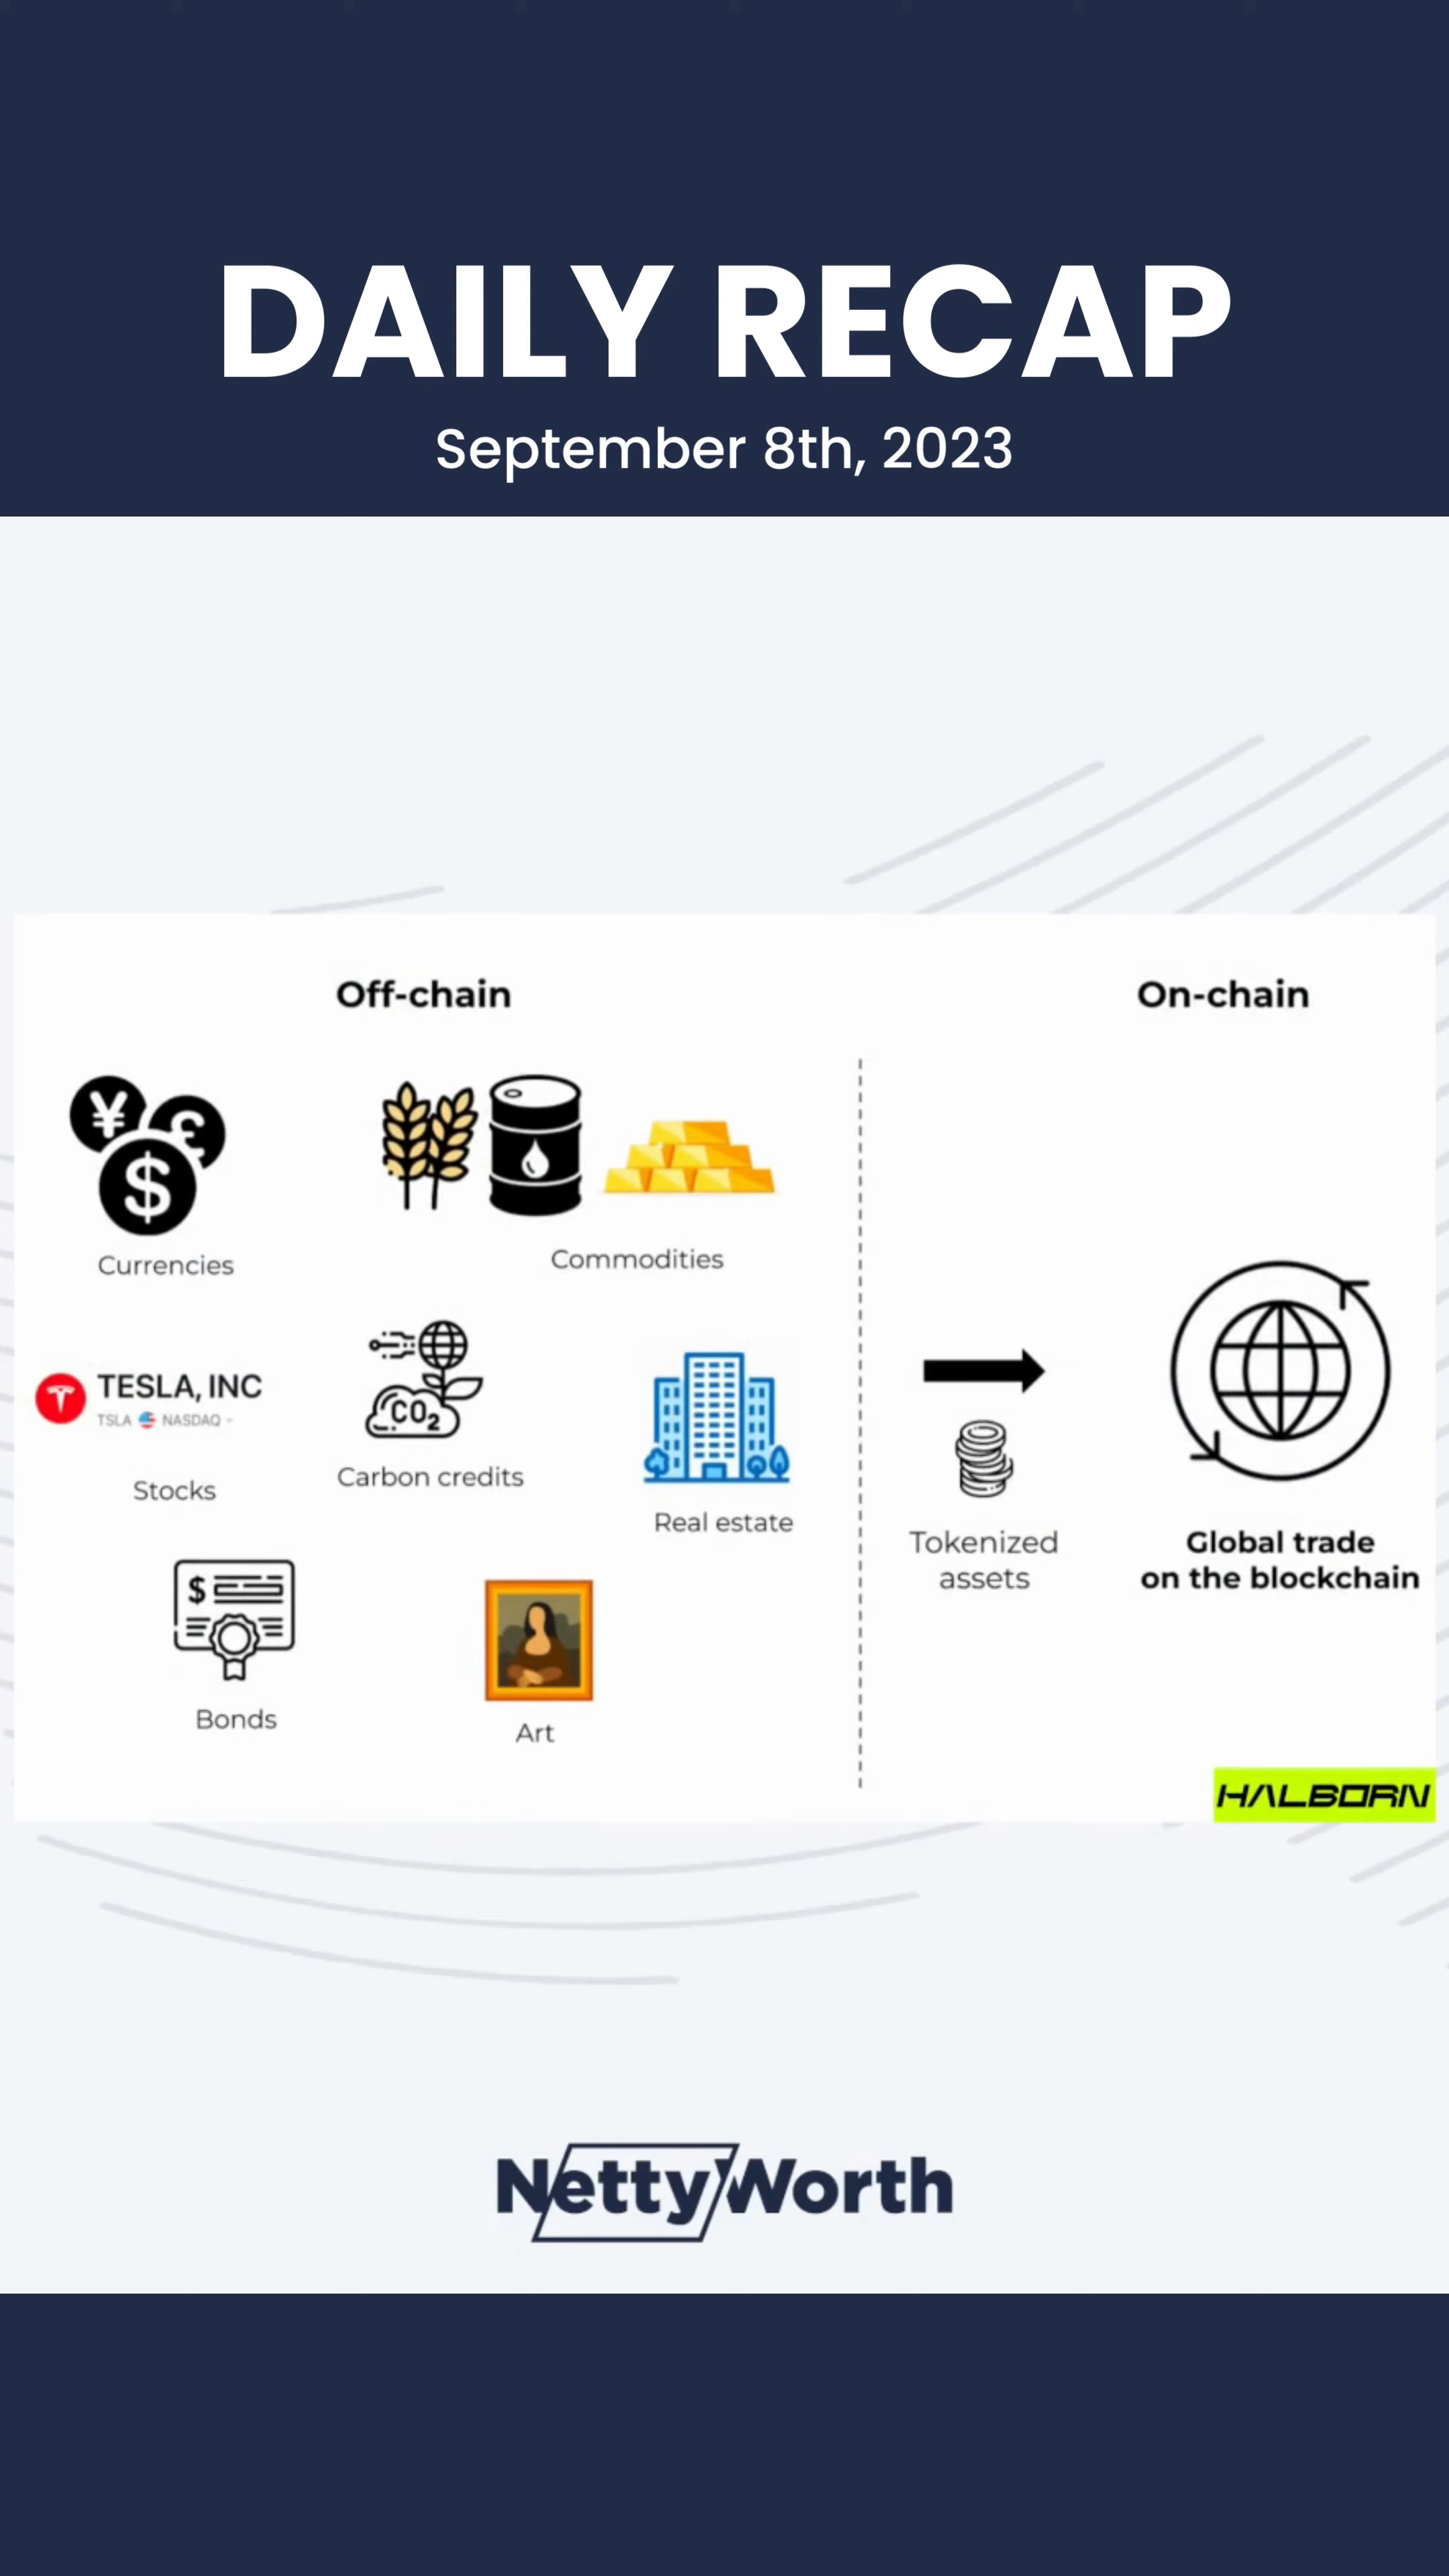 DAILY RECAP
September 8th, 2023
Off-chain
On-chain
¥ £ $
Currencies
Commodities
TESLA, INC
TSLA NASDAQ
Stocks
CO₂
Carbon credits
Real estate
$
Bonds
Art
Tokenized
assets
Global trade
on the blockchain
HALBORN
NettyWorth